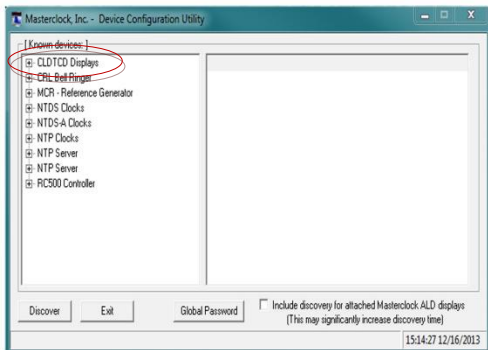 Masterclock, Inc. - Device Configuration Utility
[ Known devices: ]
CLDTCD Displays
CRL Bell Ringer
MCR - Reference Generator
NTDS Clocks
NTDS-A Clocks
NTP Clocks
NTP Server
NTP Server
RC500 Controller
Discover
Exit
Global Password
Include discovery for attached Masterclock ALD displays
(This may significantly increase discovery time)
15:14:27 12/16/2013